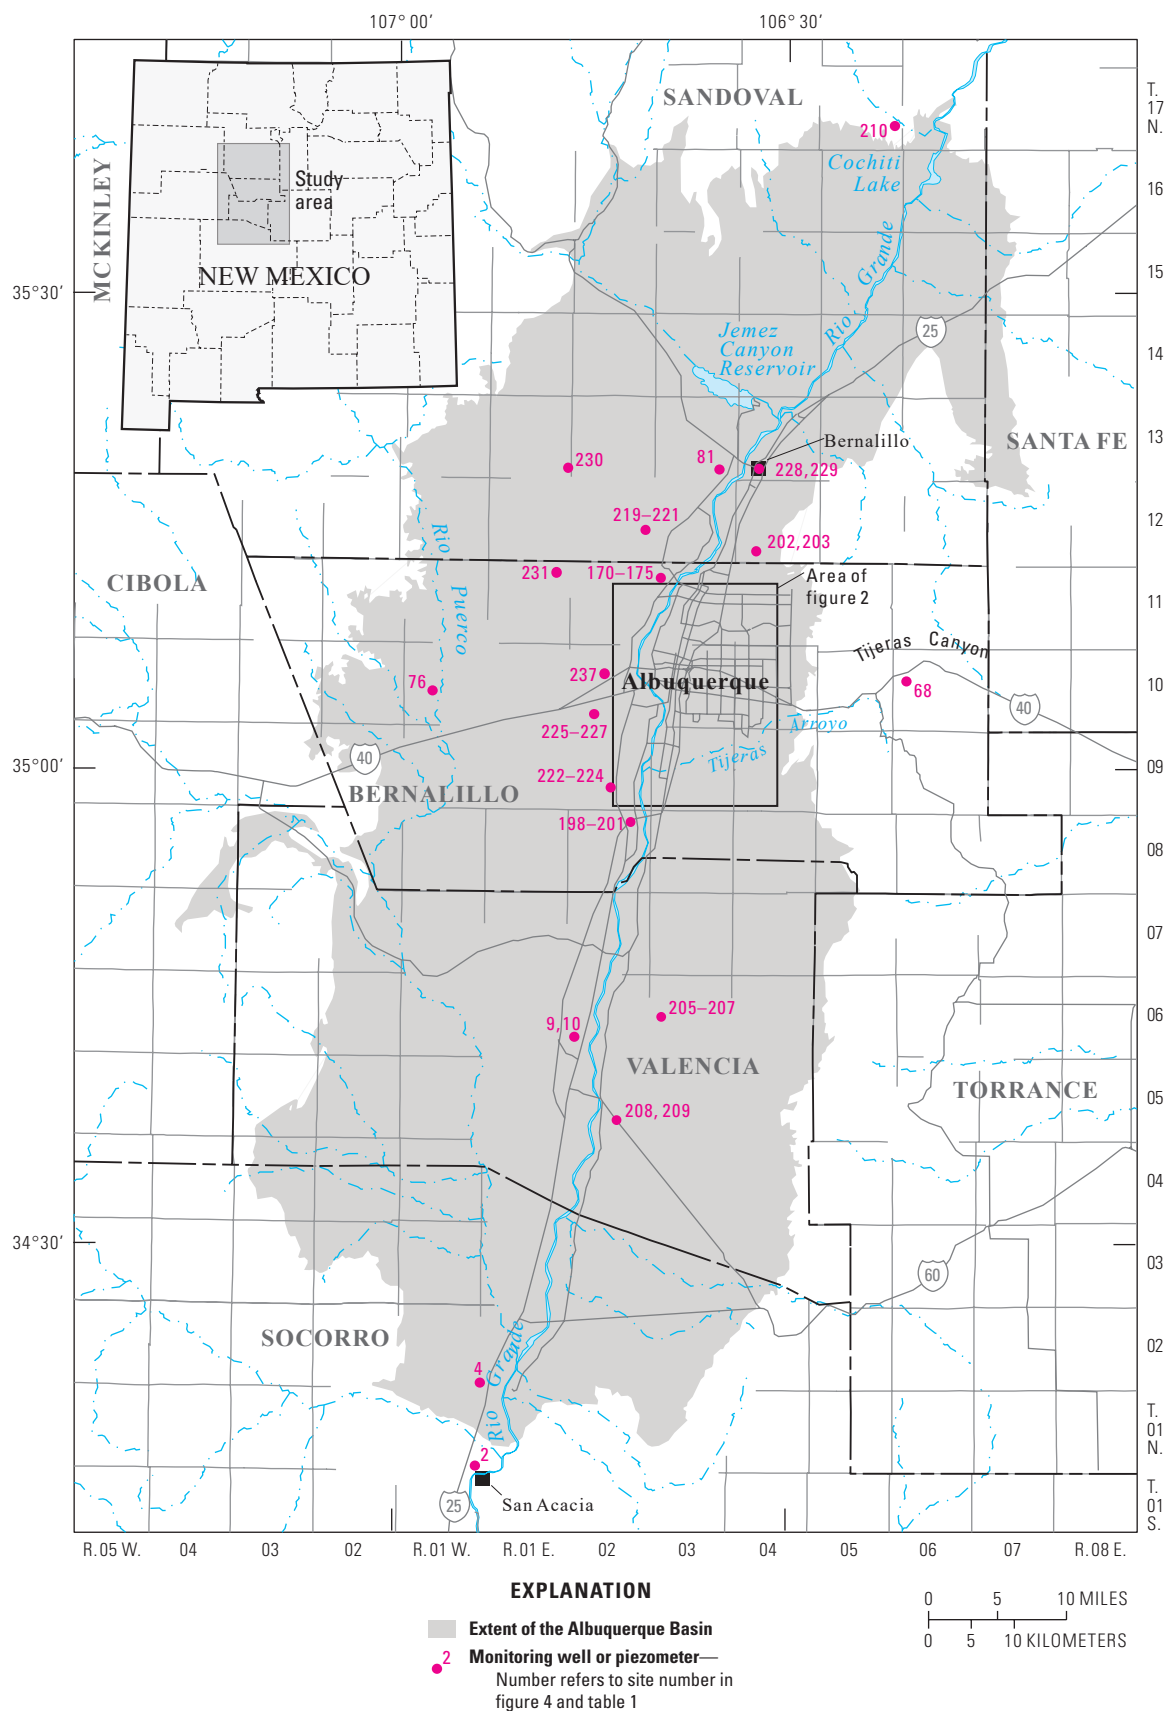 107°00'
106°30'
SANDOVAL
T.
17
N.
210
Cochiti
Lake
16
Study
area
MCKINLEY
Rio Grande
NEW MEXICO
15
35°30'
25
Jemez
Canyon
Reservoir
14
13
Bernalillo
SANTA FE
230
81
228, 229
219–221
12
Rio Puerco
202, 203
CIBOLA
231
170–175
Area of
figure 2
11
Tijeras Canyon
237
Albuquerque
76
68
10
40
225–227
Tijeras Arroyo
40
222–224
35°00'
09
BERNALILLO
198–201
08
07
205–207
9, 10
06
VALENCIA
TORRANCE
05
208, 209
04
34°30'
03
60
SOCORRO
02
Rio Grande
4
T.
01
N.
2
25
San Acacia
T.
01
S.
R. 05 W. 04 03 02 R. 01 W. R. 01 E. 02 03 04 05 06 07 R. 08 E.
EXPLANATION
Extent of the Albuquerque Basin
2 Monitoring well or piezometer—
Number refers to site number in
figure 4 and table 1
0 5 10 MILES
0 5 10 KILOMETERS